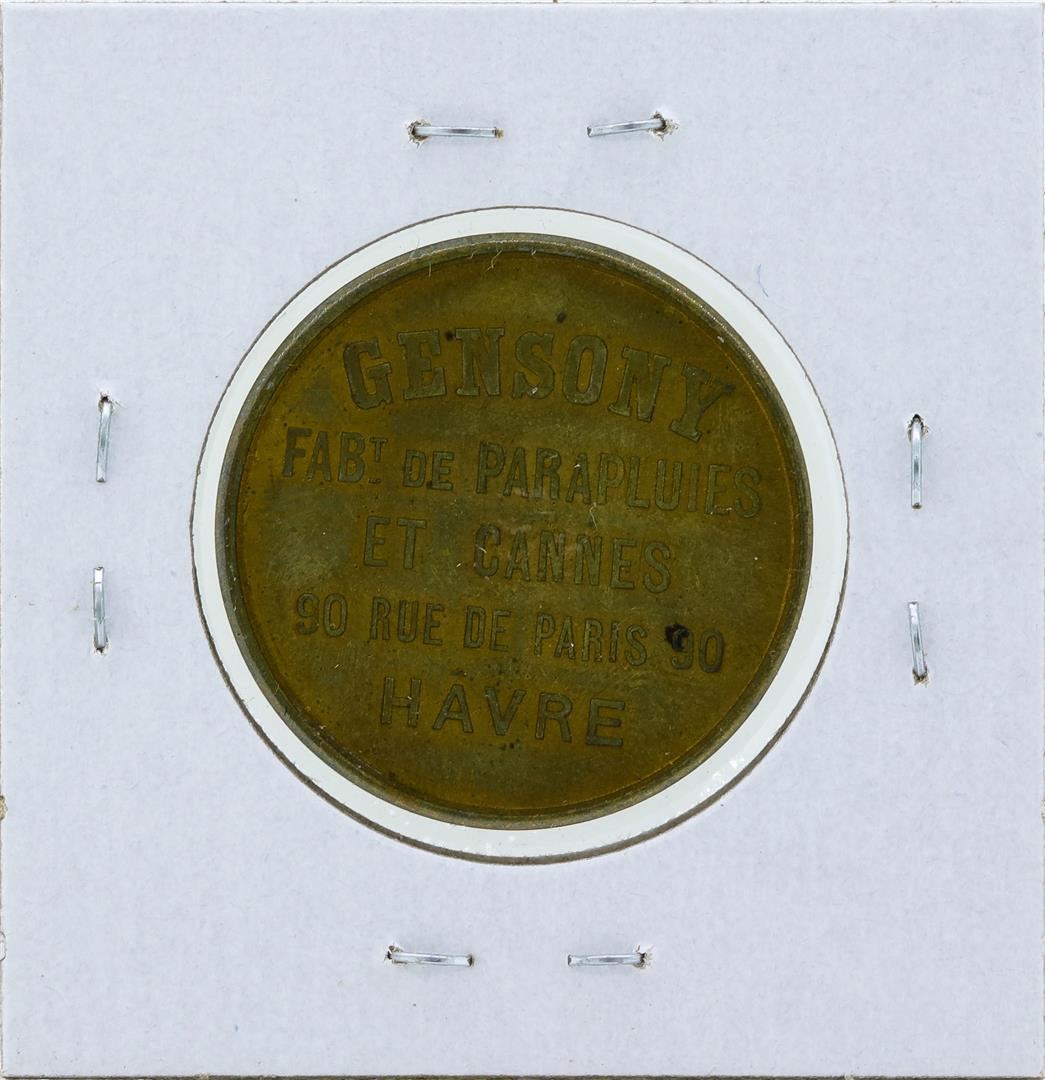 GENSONY
FABT DE PARAPLUIES
ET CANNES
90 RUE DE PARIS 90
HAVRE